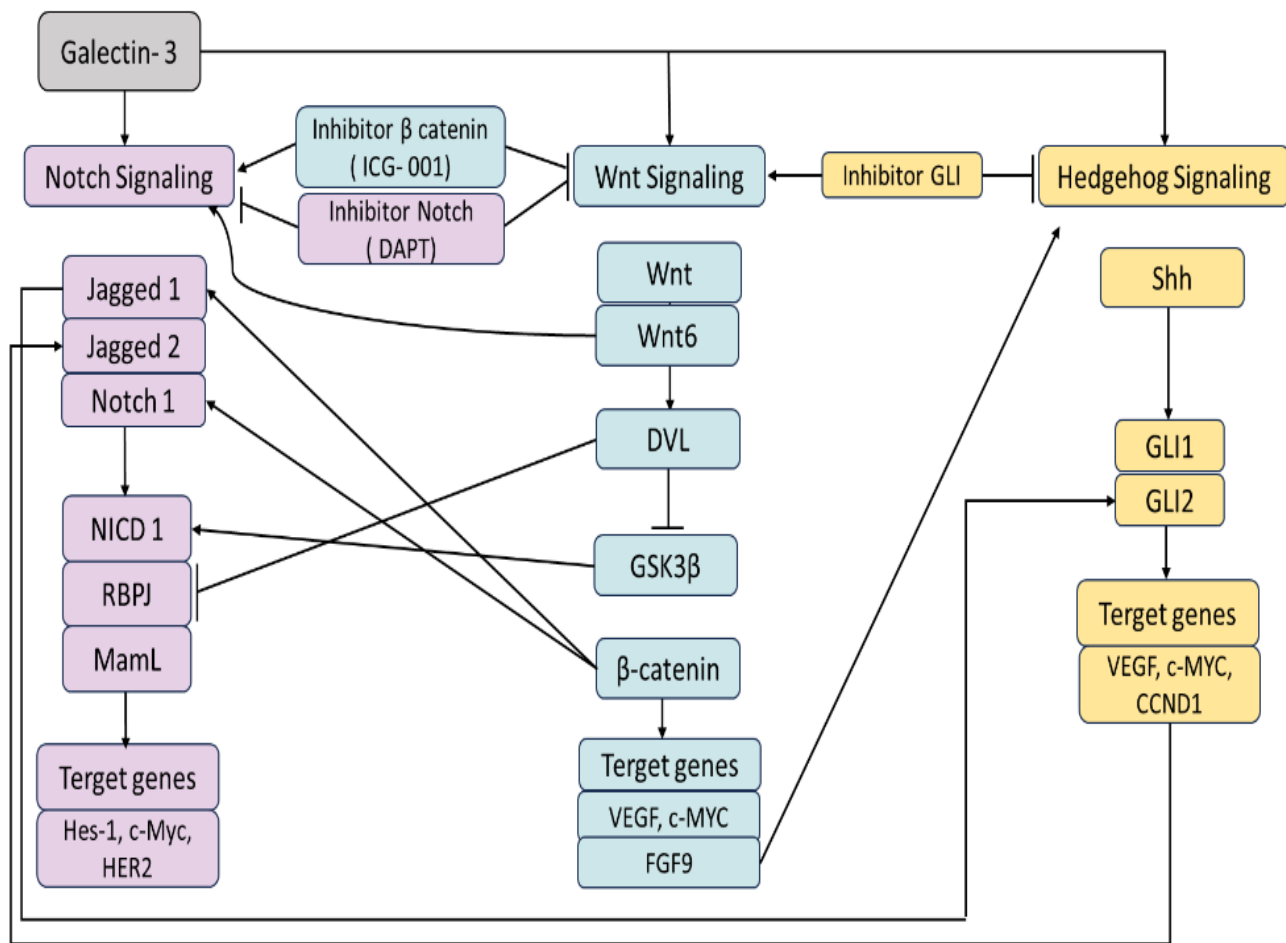 Galectin- 3
Notch Signaling
Inhibitor β catenin
( ICG- 001)
Inhibitor Notch
( DAPT)
Wnt Signaling
Inhibitor GLI
Hedgehog Signaling
Jagged 1
Jagged 2
Notch 1
NICD 1
RBPJ
MamL
Terget genes
Hes-1, c-Myc,
HER2
Wnt
Wnt6
DVL
GSK3β
β-catenin
Terget genes
VEGF, c-MYC
FGF9
Shh
GLI1
GLI2
Terget genes
VEGF, c-MYC,
CCND1